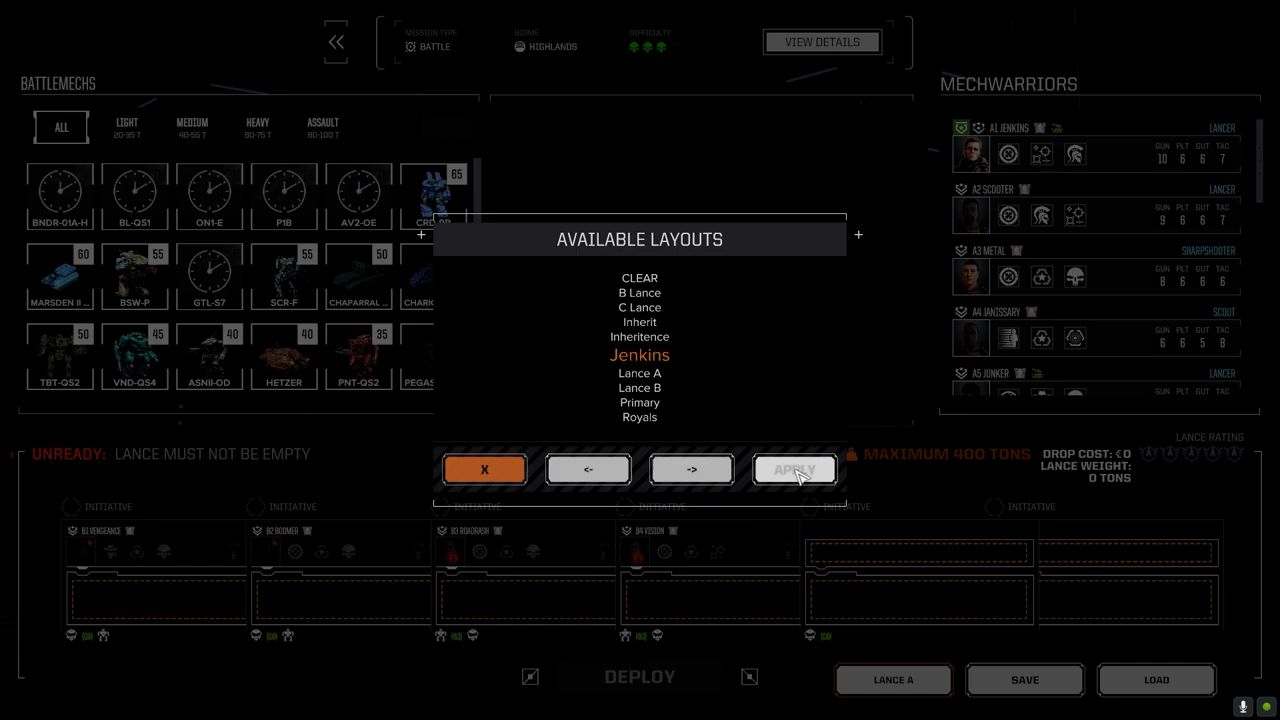 MISSION TYPE
BATTLE
BIOME
HIGHLANDS
DIFFICULTY
VIEW DETAILS
BATTLEMECHS
MECHWARRIORS
ALL
LIGHT
20-35 T
MEDIUM
40-55 T
HEAVY
60-75 T
ASSAULT
80-100 T
BNDR-01A-H
BL-QS1
ON1-E
P1B
AV2-OE
65
60
MARSDEN II ...
55
BSW-P
GTL-S7
55
SCR-F
50
CHAPARRAL ...
50
50
TBT-QS2
45
VND-QS4
40
ASNII-OD
40
HETZER
35
PNT-QS2
A1 JENKINS
LANCER
GUN PLT GUT TAC
10 6 6 7
A2 SCOOTER
LANCER
GUN PLT GUT TAC
9 6 6 7
A3 METAL
SHARPSHOOTER
GUN PLT GUT TAC
8 6 6 6
A4 JANISSARY
SCOUT
GUN PLT GUT TAC
6 6 5 8
A5 JUNKER
LANCER
GUN PLT GUT TAC
AVAILABLE LAYOUTS
CLEAR
B Lance
C Lance
Inherit
Inheritence
Jenkins
Lance A
Lance B
Primary
Royals
X
<-
->
APPLY
UNREADY: LANCE MUST NOT BE EMPTY
MAXIMUM 400 TONS
DROP COST: ¢0
LANCE WEIGHT:
0 TONS
LANCE RATING
INITIATIVE
INITIATIVE
INITIATIVE
INITIATIVE
INITIATIVE
INITIATIVE
B1 VENGEANCE
B2 BOOMER
B3 ROADRASH
B4 VISION
DEPLOY
LANCE A
SAVE
LOAD